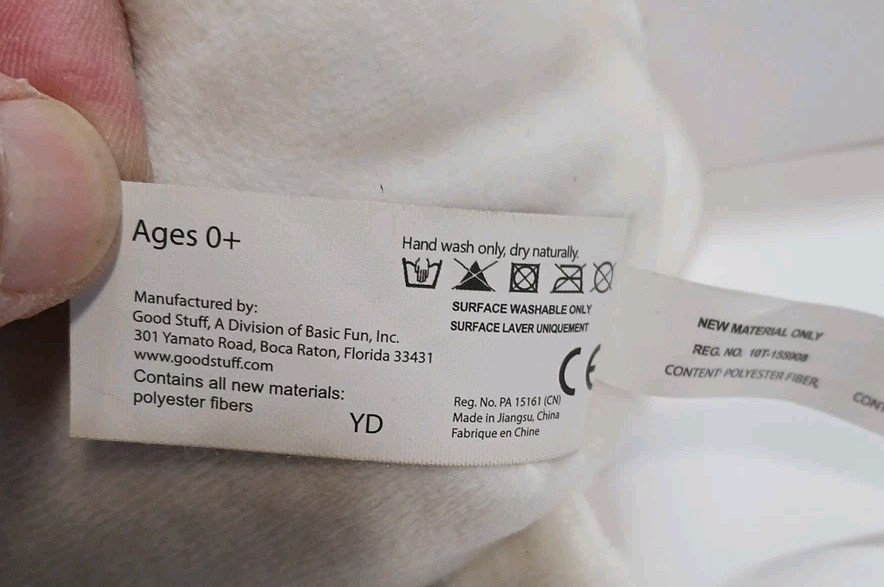 Ages 0+
Hand wash only, dry naturally.
SURFACE WASHABLE ONLY
SURFACE LAVER UNIQUEMENT
Manufactured by:
Good Stuff, A Division of Basic Fun, Inc.
301 Yamato Road, Boca Raton, Florida 33431
www.goodstuff.com
Contains all new materials:
polyester fibers
YD
CE
Reg. No. PA 15161 (CN)
Made in Jiangsu, China
Fabrique en Chine
NEW MATERIAL ONLY
REG. NO. 10T-155908
CONTENT POLYESTER FIBER